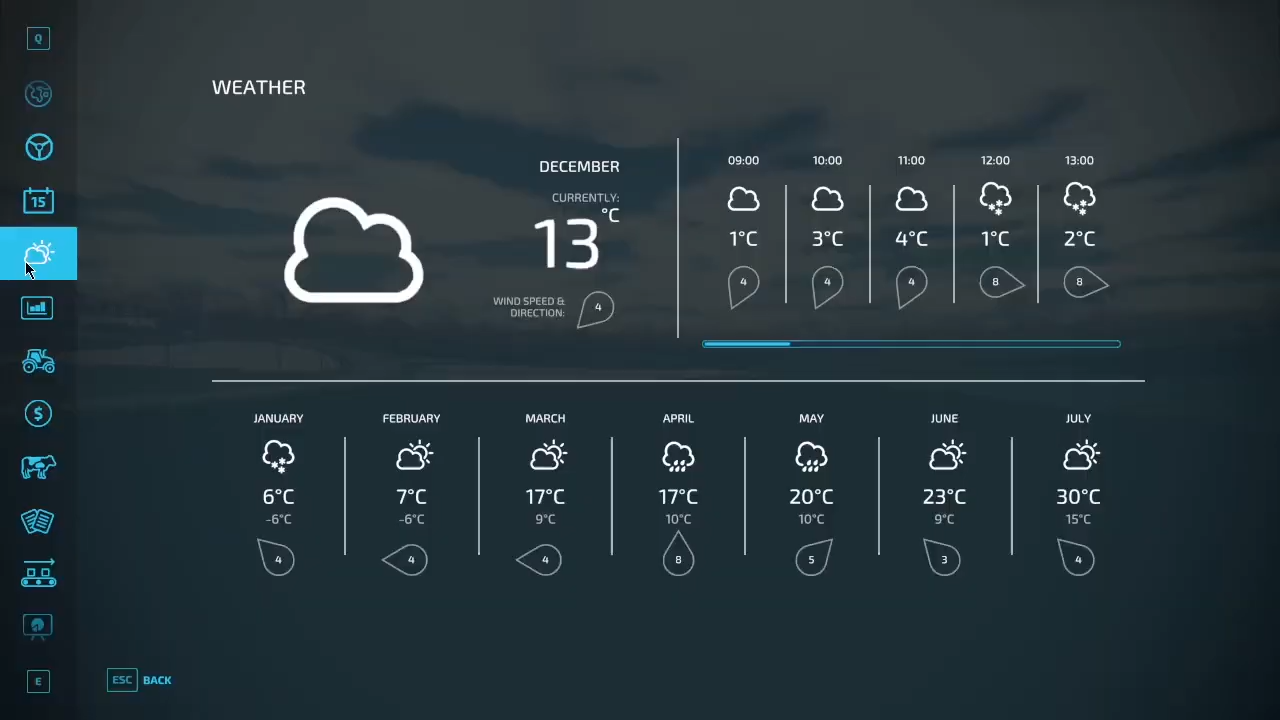 Q
WEATHER
15
DECEMBER
CURRENTLY:
13 °C
WIND SPEED &
DIRECTION:
4
09:00 10:00 11:00 12:00 13:00
1°C 3°C 4°C 1°C 2°C
4 4 4 8 8
$
JANUARY FEBRUARY MARCH APRIL MAY JUNE JULY
6°C 7°C 17°C 17°C 20°C 23°C 30°C
-6°C -6°C 9°C 10°C 10°C 9°C 15°C
4 4 4 8 5 3 4
E
ESC BACK